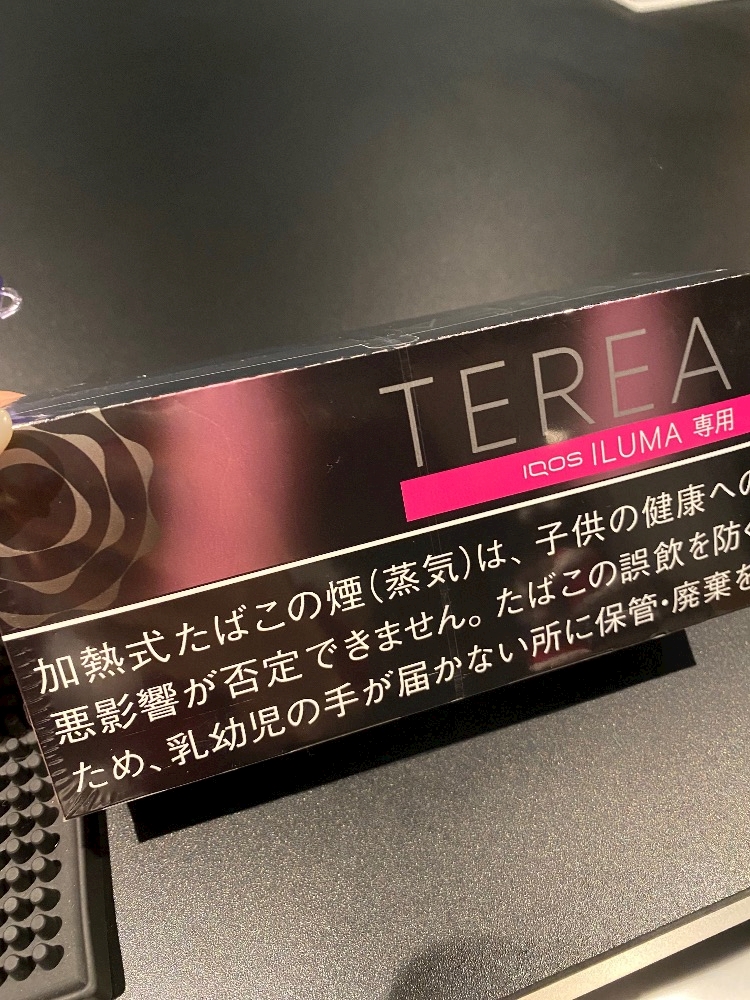 TEREA
IQOS ILUMA 専用
加熱式たばこの煙(蒸気)は、子供の健康への
悪影響が否定できません。たばこの誤飲を防ぐ
ため、乳幼児の手が届かない所に保管・廃棄を